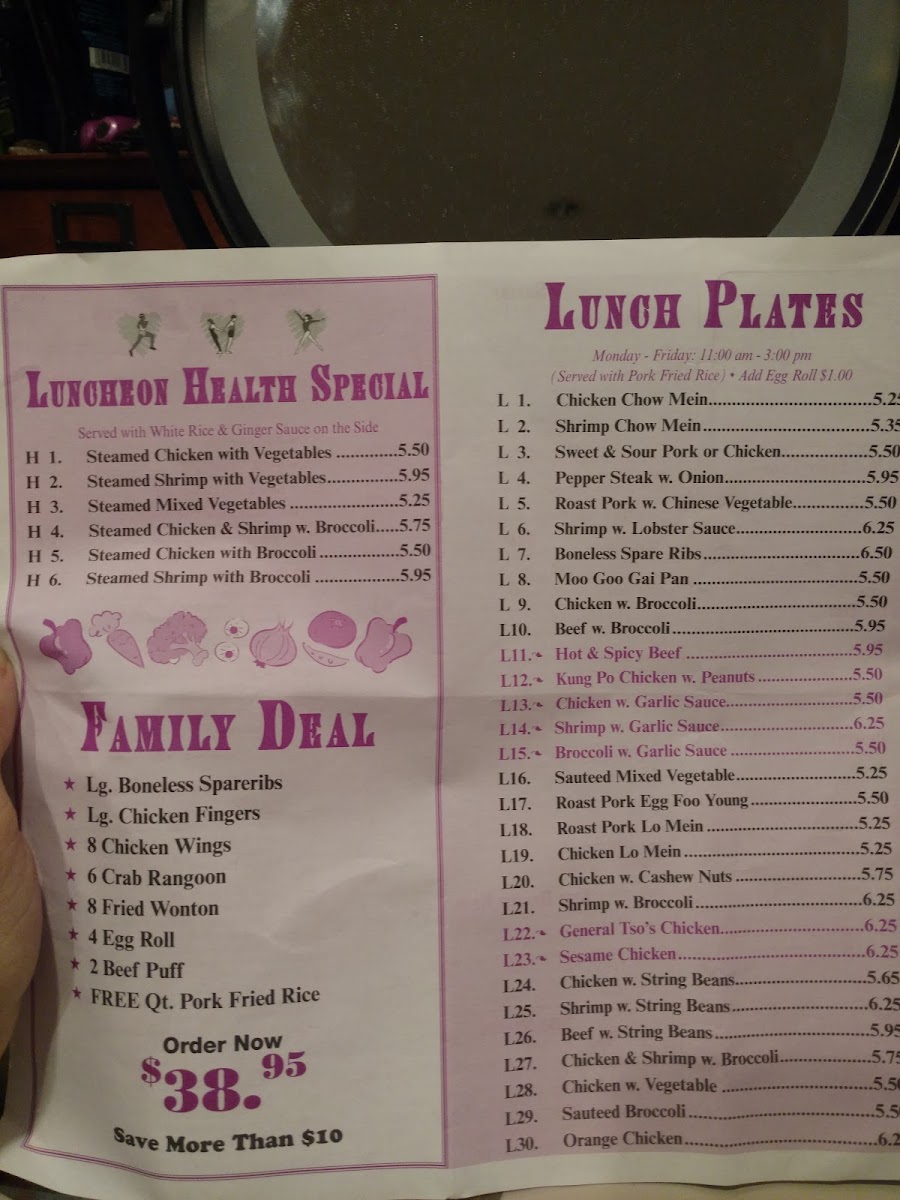 Luncheon Health Special
Served with White Rice & Ginger Sauce on the Side
H 1. Steamed Chicken with Vegetables ............5.50
H 2. Steamed Shrimp with Vegetables..............5.95
H 3. Steamed Mixed Vegetables ....................5.25
H 4. Steamed Chicken & Shrimp w. Broccoli.....5.75
H 5. Steamed Chicken with Broccoli ...............5.50
H 6. Steamed Shrimp with Broccoli .................5.95
Family Deal
★ Lg. Boneless Spareribs
★ Lg. Chicken Fingers
★ 8 Chicken Wings
★ 6 Crab Rangoon
★ 8 Fried Wonton
★ 4 Egg Roll
★ 2 Beef Puff
★ FREE Qt. Pork Fried Rice
Order Now
$38.95
Save More Than $10
Lunch Plates
Monday - Friday: 11:00 am - 3:00 pm
(Served with Pork Fried Rice) • Add Egg Roll $1.00
L 1. Chicken Chow Mein....................................5.25
L 2. Shrimp Chow Mein.....................................5.35
L 3. Sweet & Sour Pork or Chicken...................5.50
L 4. Pepper Steak w. Onion................................5.95
L 5. Roast Pork w. Chinese Vegetable................5.50
L 6. Shrimp w. Lobster Sauce............................6.25
L 7. Boneless Spare Ribs...................................6.50
L 8. Moo Goo Gai Pan .....................................5.50
L 9. Chicken w. Broccoli...................................5.50
L10. Beef w. Broccoli........................................5.95
L11. Hot & Spicy Beef .....................................5.95
L12. Kung Po Chicken w. Peanuts .....................5.50
L13. Chicken w. Garlic Sauce............................5.50
L14. Shrimp w. Garlic Sauce.............................6.25
L15. Broccoli w. Garlic Sauce ...........................5.50
L16. Sauteed Mixed Vegetable...........................5.25
L17. Roast Pork Egg Foo Young........................5.50
L18. Roast Pork Lo Mein ..................................5.25
L19. Chicken Lo Mein.......................................5.25
L20. Chicken w. Cashew Nuts ...........................5.75
L21. Shrimp w. Broccoli....................................6.25
L22. General Tso's Chicken...............................6.25
L23. Sesame Chicken........................................6.25
L24. Chicken w. String Beans............................5.65
L25. Shrimp w. String Beans..............................6.25
L26. Beef w. String Beans.................................5.95
L27. Chicken & Shrimp w. Broccoli...................5.75
L28. Chicken w. Vegetable ................................5.50
L29. Sauteed Broccoli.......................................5.5
L30. Orange Chicken.........................................6.2